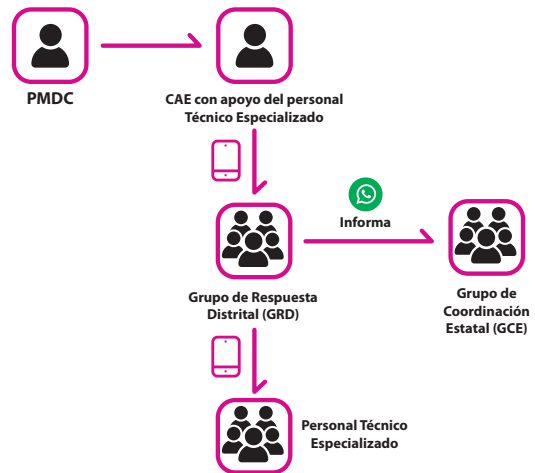 PMDC
CAE con apoyo del personal
Técnico Especializado
Informa
Grupo de Respuesta
Distrital (GRD)
Grupo de
Coordinación
Estatal (GCE)
Personal Técnico
Especializado